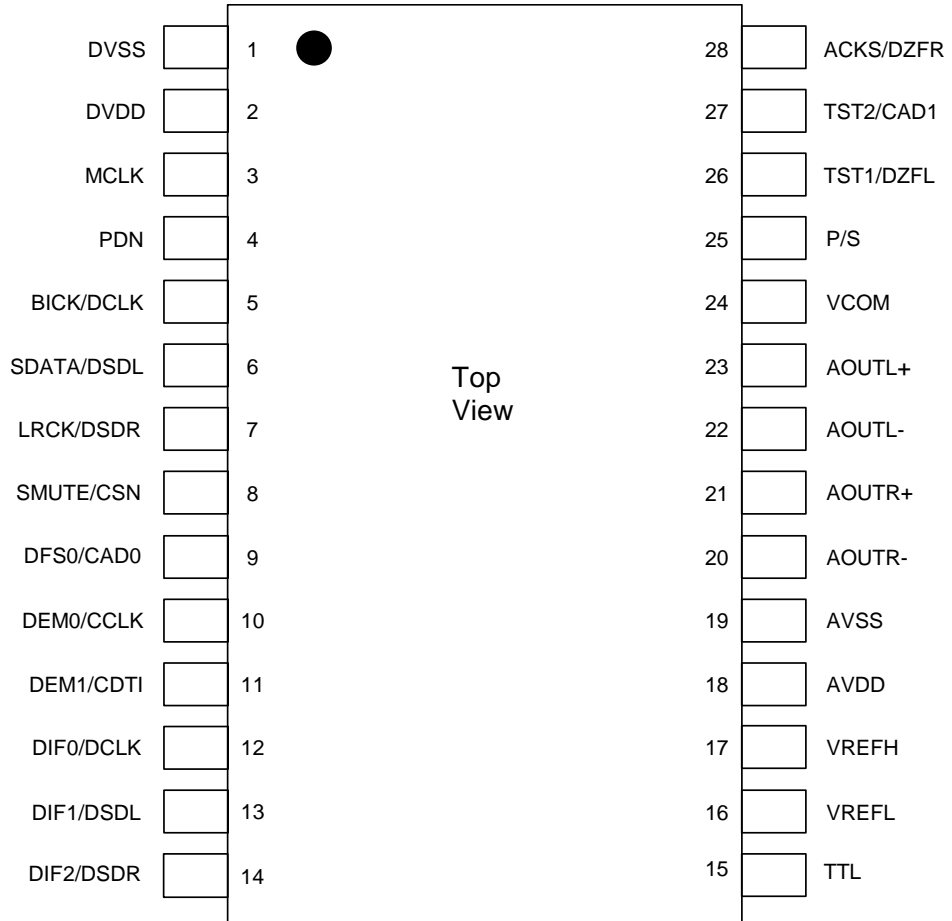 DVSS 1 28 ACKS/DZFR
DVDD 2 27 TST2/CAD1
MCLK 3 26 TST1/DZFL
PDN 4 25 P/S
BICK/DCLK 5 24 VCOM
SDATA/DSDL 6 23 AOUTL+
Top
View
LRCK/DSDR 7 22 AOUTL-
SMUTE/CSN 8 21 AOUTR+
DFS0/CAD0 9 20 AOUTR-
DEM0/CCLK 10 19 AVSS
DEM1/CDTI 11 18 AVDD
DIF0/DCLK 12 17 VREFH
DIF1/DSDL 13 16 VREFL
DIF2/DSDR 14 15 TTL